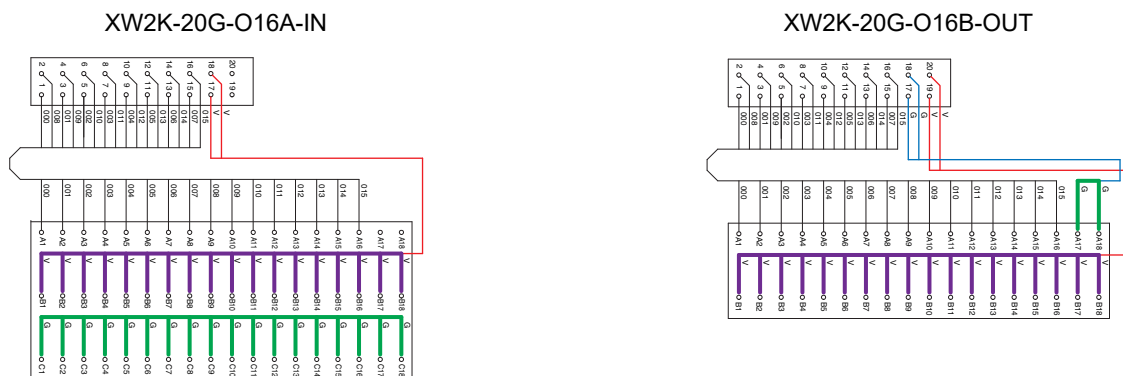 XW2K-20G-O16A-IN
2 4 6 8 10 12 14 16 18 20
1 3 5 7 9 11 13 15 17 19
000 008 001 009 002 010 003 011 004 012 005 013 006 014 007 015 V V
000 001 002 003 004 005 006 007 008 009 010 011 012 013 014 015
A1 A2 A3 A4 A5 A6 A7 A8 A9 A10 A11 A12 A13 A14 A15 A16 A17 A18
V V V V V V V V V V V V V V V V V V
B1 B2 B3 B4 B5 B6 B7 B8 B9 B10 B11 B12 B13 B14 B15 B16 B17 B18
G G G G G G G G G G G G G G G G G G
C1 C2 C3 C4 C5 C6 C7 C8 C9 C10 C11 C12 C13 C14 C15 C16 C17 C18
XW2K-20G-O16B-OUT
2 4 6 8 10 12 14 16 18 20
1 3 5 7 9 11 13 15 17 19
000 008 001 009 002 010 003 011 004 012 005 013 006 014 007 015 G G V V
000 001 002 003 004 005 006 007 008 009 010 011 012 013 014 015 G G
A1 A2 A3 A4 A5 A6 A7 A8 A9 A10 A11 A12 A13 A14 A15 A16 A17 A18
V V V V V V V V V V V V V V V V V V
B1 B2 B3 B4 B5 B6 B7 B8 B9 B10 B11 B12 B13 B14 B15 B16 B17 B18